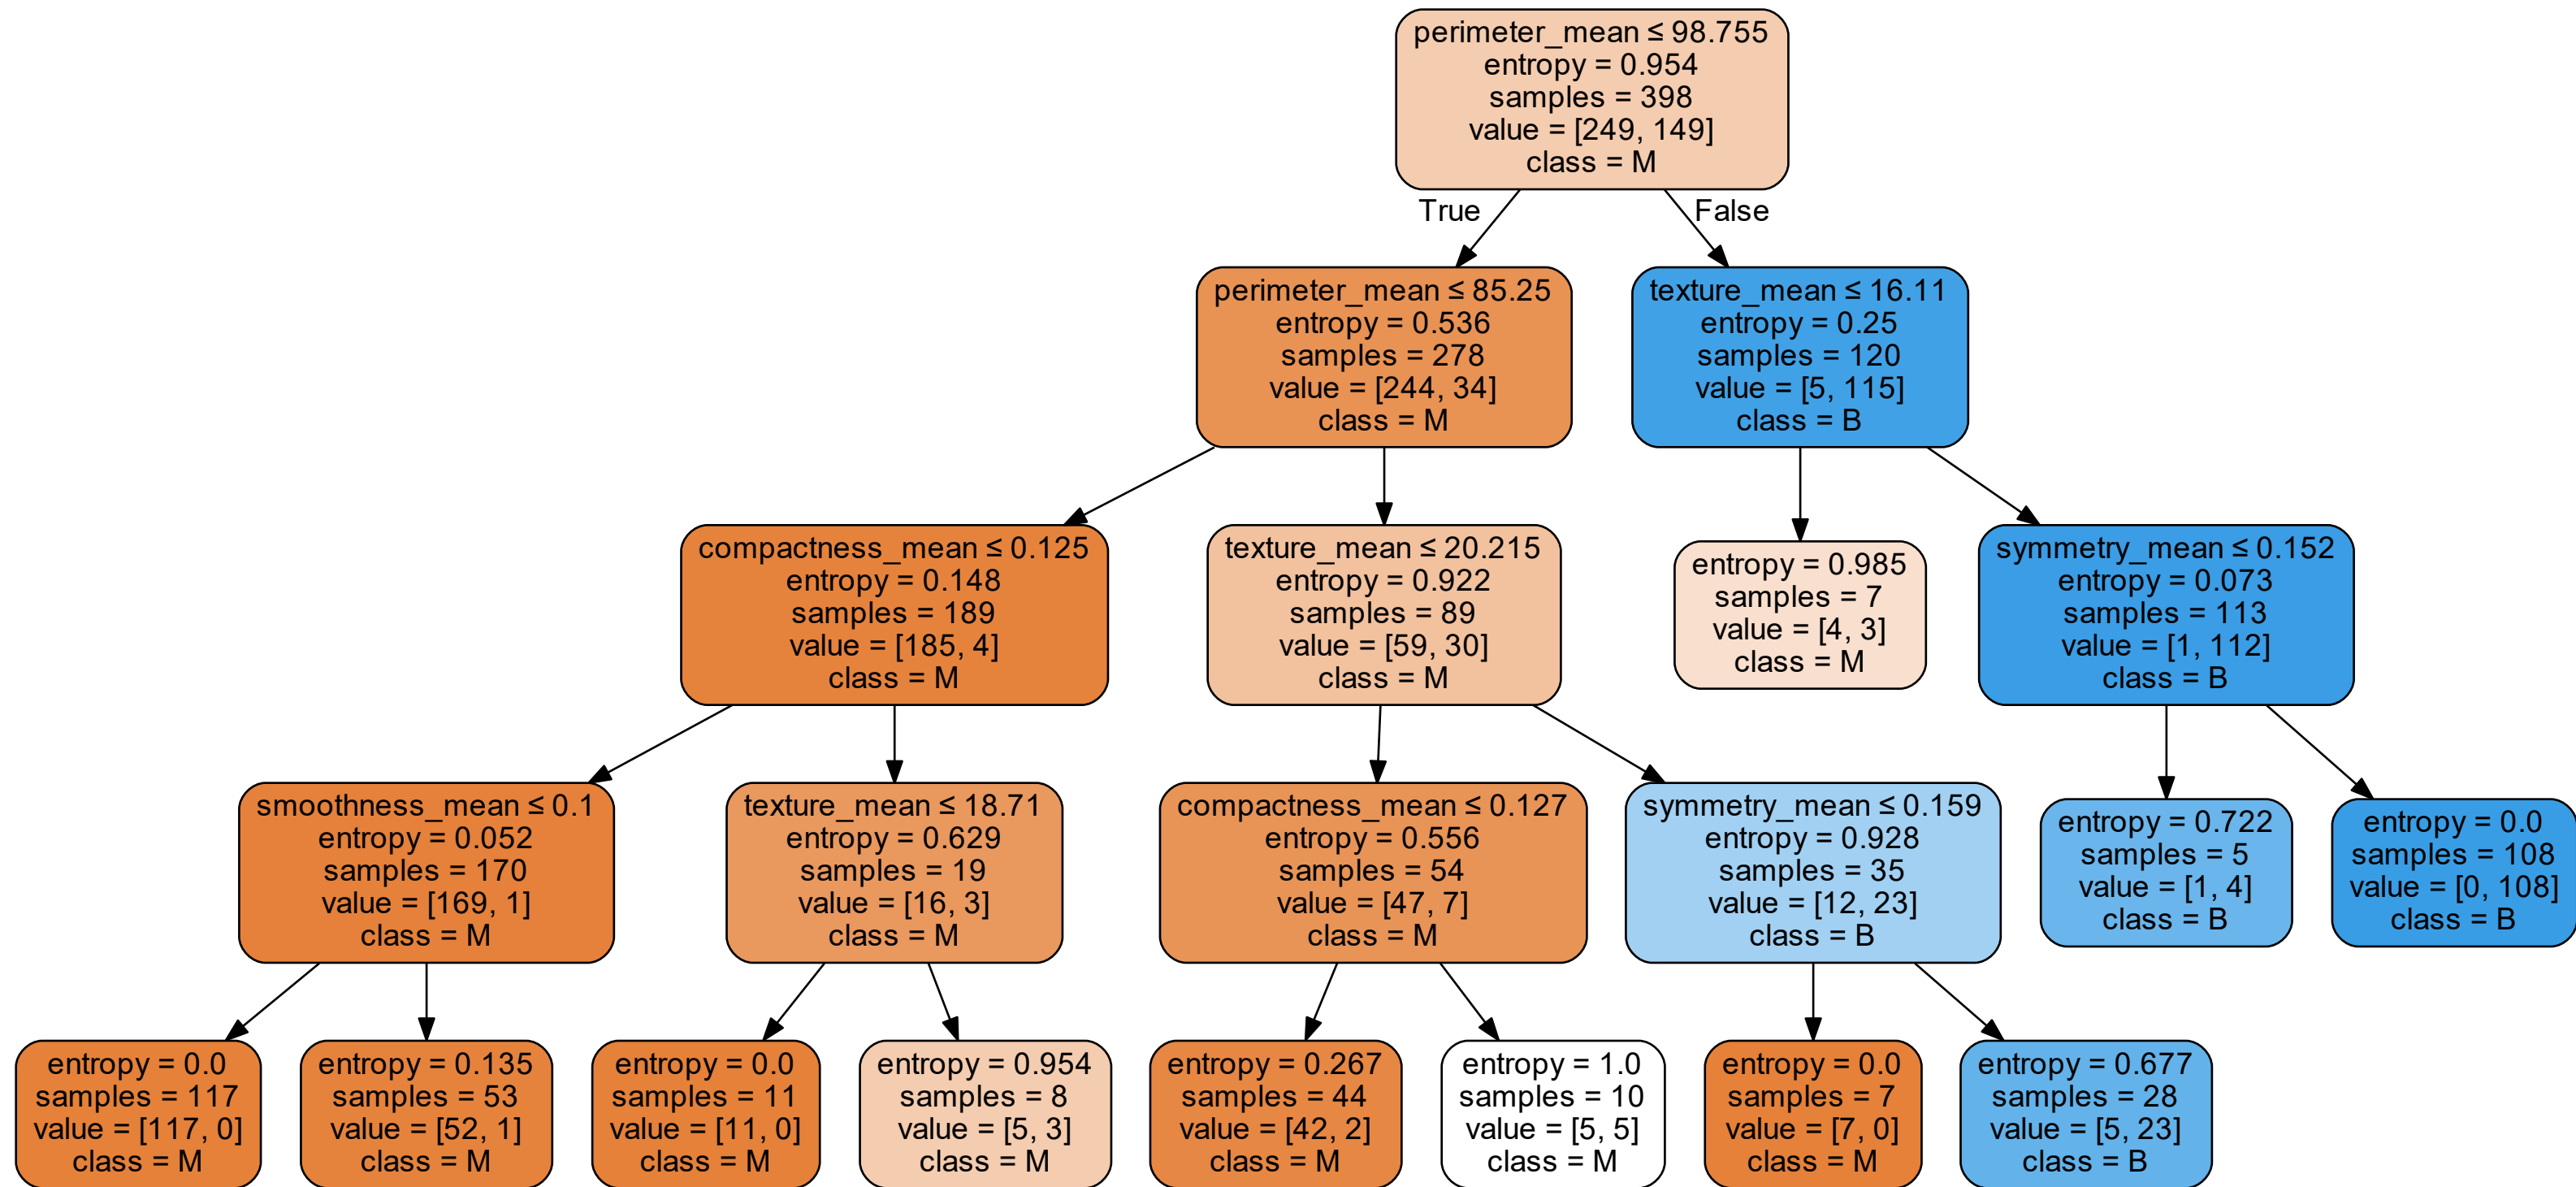 perimeter_mean ≤ 98.755
entropy = 0.954
samples = 398
value = [249, 149]
class = M
True
False
perimeter_mean ≤ 85.25
entropy = 0.536
samples = 278
value = [244, 34]
class = M
texture_mean ≤ 16.11
entropy = 0.25
samples = 120
value = [5, 115]
class = B
compactness_mean ≤ 0.125
entropy = 0.148
samples = 189
value = [185, 4]
class = M
texture_mean ≤ 20.215
entropy = 0.922
samples = 89
value = [59, 30]
class = M
entropy = 0.985
samples = 7
value = [4, 3]
class = M
symmetry_mean ≤ 0.152
entropy = 0.073
samples = 113
value = [1, 112]
class = B
smoothness_mean ≤ 0.1
entropy = 0.052
samples = 170
value = [169, 1]
class = M
texture_mean ≤ 18.71
entropy = 0.629
samples = 19
value = [16, 3]
class = M
compactness_mean ≤ 0.127
entropy = 0.556
samples = 54
value = [47, 7]
class = M
symmetry_mean ≤ 0.159
entropy = 0.928
samples = 35
value = [12, 23]
class = B
entropy = 0.722
samples = 5
value = [1, 4]
class = B
entropy = 0.0
samples = 108
value = [0, 108]
class = B
entropy = 0.0
samples = 117
value = [117, 0]
class = M
entropy = 0.135
samples = 53
value = [52, 1]
class = M
entropy = 0.0
samples = 11
value = [11, 0]
class = M
entropy = 0.954
samples = 8
value = [5, 3]
class = M
entropy = 0.267
samples = 44
value = [42, 2]
class = M
entropy = 1.0
samples = 10
value = [5, 5]
class = M
entropy = 0.0
samples = 7
value = [7, 0]
class = M
entropy = 0.677
samples = 28
value = [5, 23]
class = B